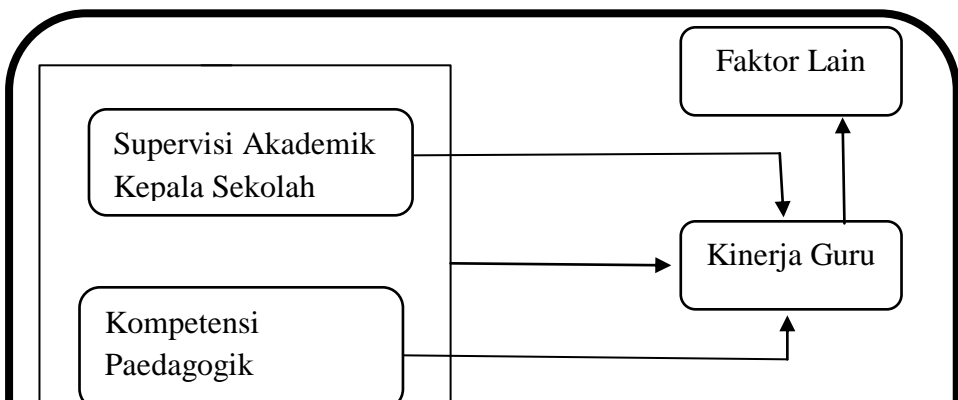 Faktor Lain
Supervisi Akademik
Kepala Sekolah
Kinerja Guru
Kompetensi
Paedagogik